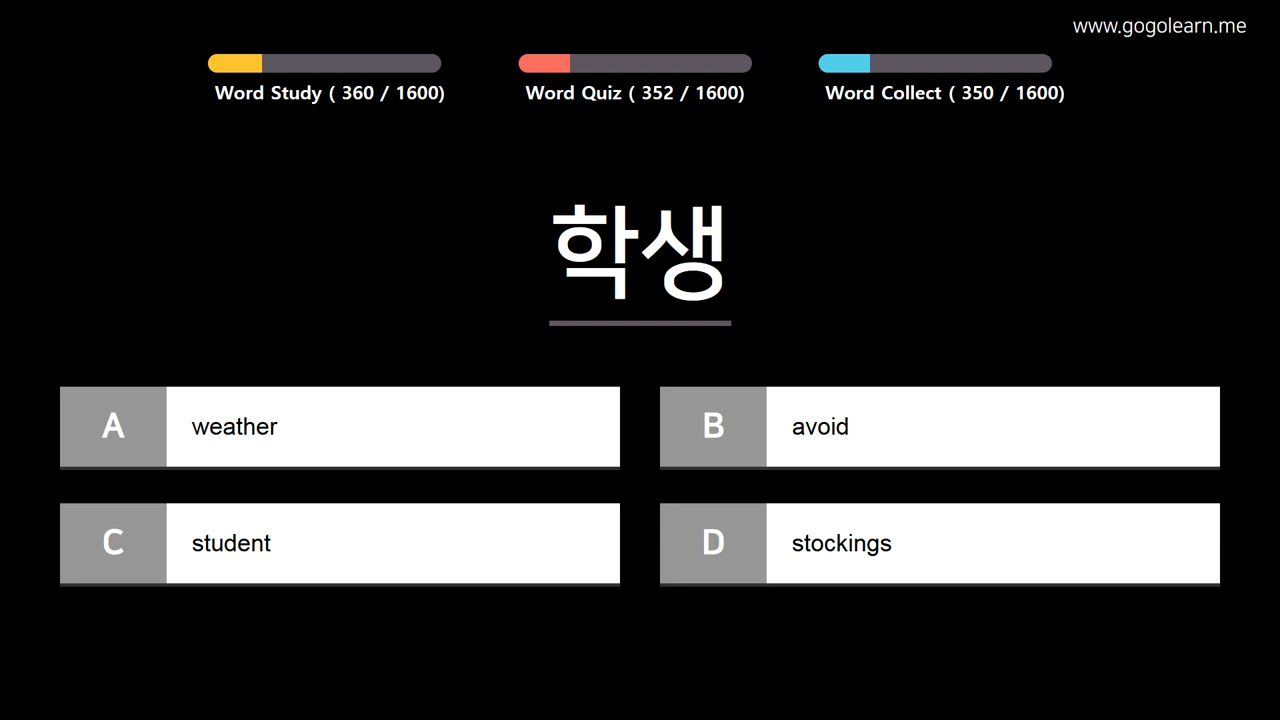 www.gogolearn.me
Word Study ( 360 / 1600)
Word Quiz ( 352 / 1600)
Word Collect ( 350 / 1600)
학생
A weather
B avoid
C student
D stockings